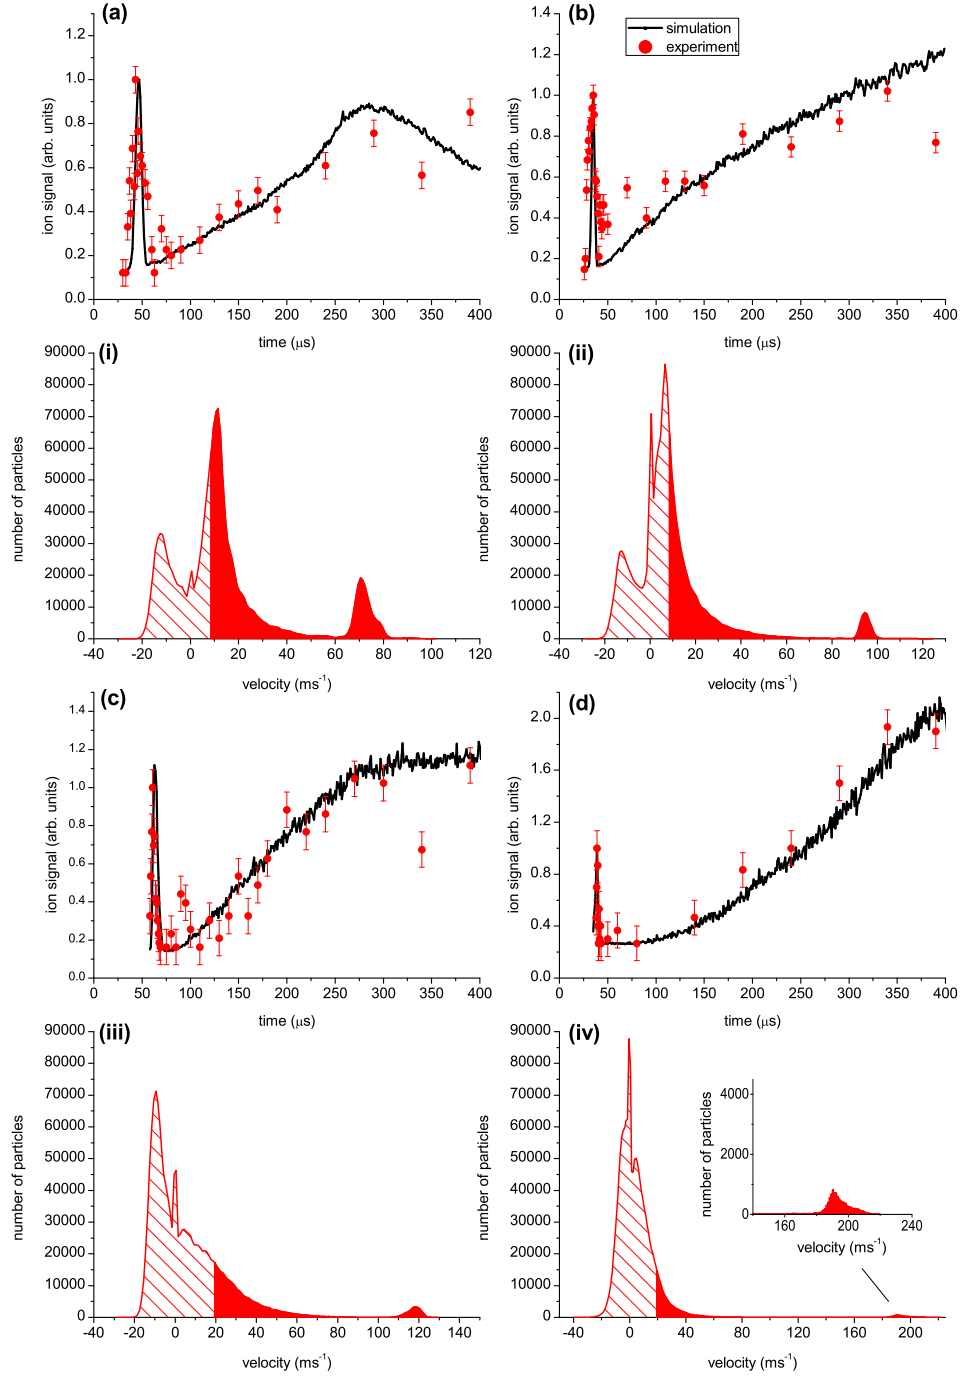 (a)
ion signal (arb. units)
1.2
1.0
0.8
0.6
0.4
0.2
0.0
0 50 100 150 200 250 300 350 400
time (μs)
(b)
simulation
experiment
ion signal (arb. units)
1.4
1.2
1.0
0.8
0.6
0.4
0.2
0.0
0 50 100 150 200 250 300 350 400
time (μs)
(i)
number of particles
90000
80000
70000
60000
50000
40000
30000
20000
10000
0
-40 -20 0 20 40 60 80 100 120
velocity (ms⁻¹)
(ii)
number of particles
90000
80000
70000
60000
50000
40000
30000
20000
10000
0
-40 -20 0 20 40 60 80 100 120
velocity (ms⁻¹)
(c)
ion signal (arb. units)
1.4
1.2
1.0
0.8
0.6
0.4
0.2
0.0
0 50 100 150 200 250 300 350 400
time (μs)
(d)
ion signal (arb. units)
2.0
1.6
1.2
0.8
0.4
0.0
0 50 100 150 200 250 300 350 400
time (μs)
(iii)
number of particles
90000
80000
70000
60000
50000
40000
30000
20000
10000
0
-40 -20 0 20 40 60 80 100 120 140
velocity (ms⁻¹)
(iv)
number of particles
90000
80000
70000
60000
50000
40000
30000
20000
10000
0
-40 0 40 80 120 160 200
velocity (ms⁻¹)
number of particles
4000
2000
0
160 200 240
velocity (ms⁻¹)